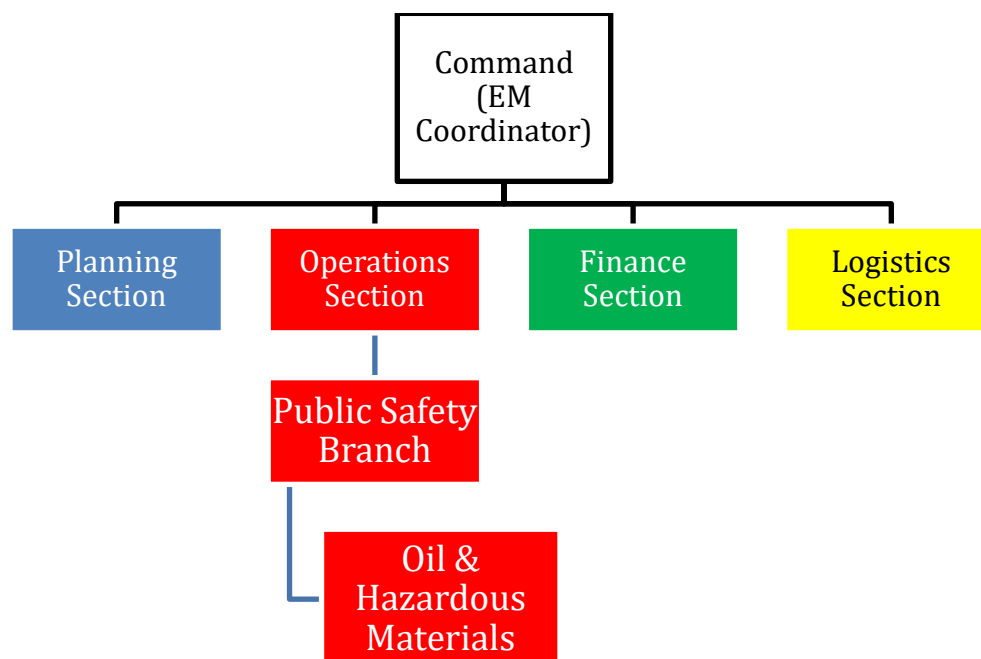 Command
(EM
Coordinator)
Planning
Section
Operations
Section
Finance
Section
Logistics
Section
Public Safety
Branch
Oil &
Hazardous
Materials